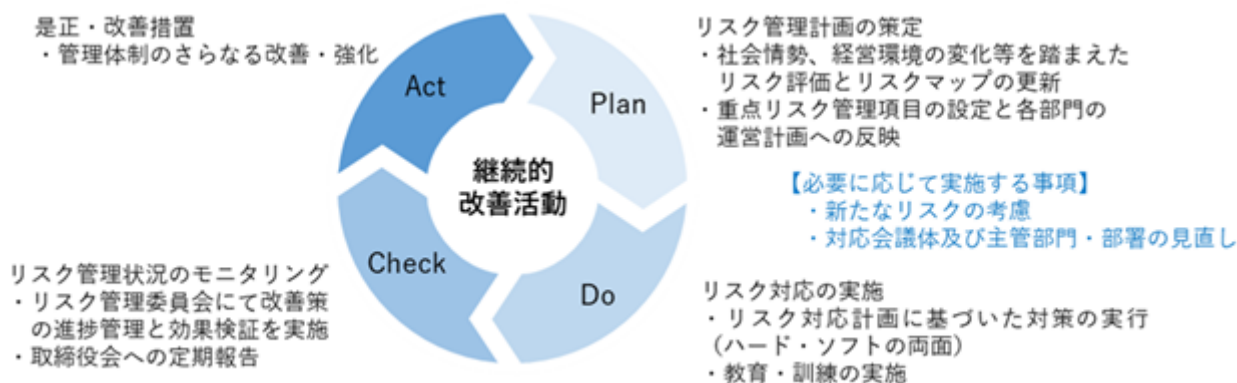 是正・改善措置
・管理体制のさらなる改善・強化
Act
Plan
リスク管理計画の策定
・社会情勢、経営環境の変化等を踏まえた
リスク評価とリスクマップの更新
・重点リスク管理項目の設定と各部門の
運営計画への反映
【必要に応じて実施する事項】
・新たなリスクの考慮
・対応会議体及び主管部門・部署の見直し
継続的
改善活動
Check
Do
リスク管理状況のモニタリング
・リスク管理委員会にて改善策
の進捗管理と効果検証を実施
・取締役会への定期報告
リスク対応の実施
・リスク対応計画に基づいた対策の実行
（ハード・ソフトの両面）
・教育・訓練の実施